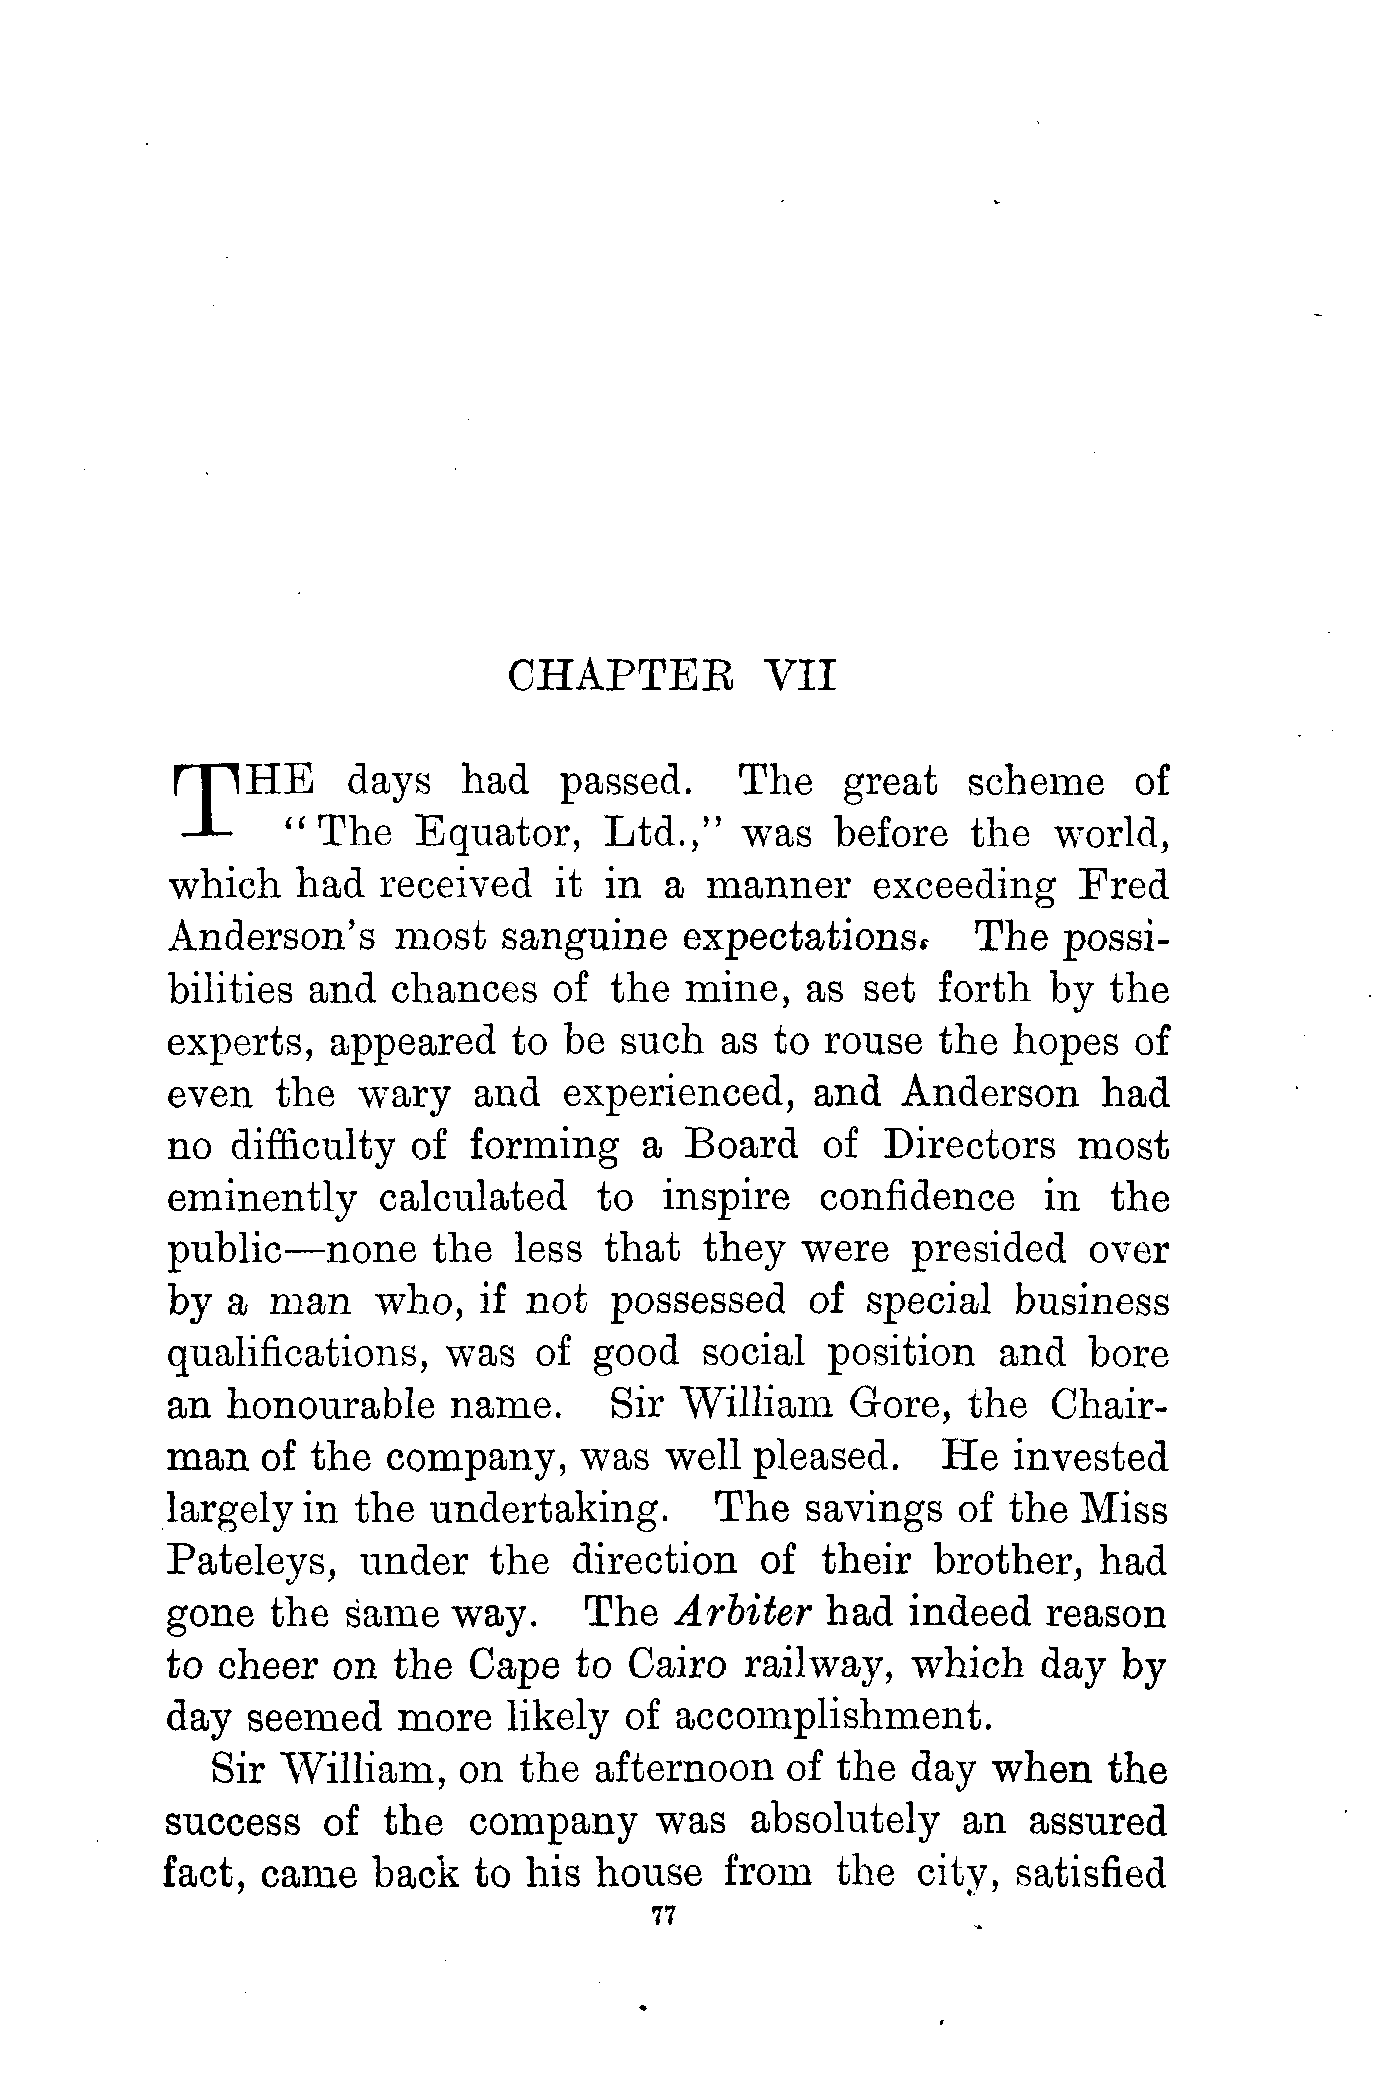 CHAPTER VII
THE days had passed. The great scheme of
“The Equator, Ltd.,” was before the world,
which had received it in a manner exceeding Fred
Anderson’s most sanguine expectations. The possi-
bilities and chances of the mine, as set forth by the
experts, appeared to be such as to rouse the hopes of
even the wary and experienced, and Anderson had
no difficulty of forming a Board of Directors most
eminently calculated to inspire confidence in the
public—none the less that they were presided over
by a man who, if not possessed of special business
qualifications, was of good social position and bore
an honourable name. Sir William Gore, the Chair-
man of the company, was well pleased. He invested
largely in the undertaking. The savings of the Miss
Pateleys, under the direction of their brother, had
gone the same way. The Arbiter had indeed reason
to cheer on the Cape to Cairo railway, which day by
day seemed more likely of accomplishment.
Sir William, on the afternoon of the day when the
success of the company was absolutely an assured
fact, came back to his house from the city, satisfied
77